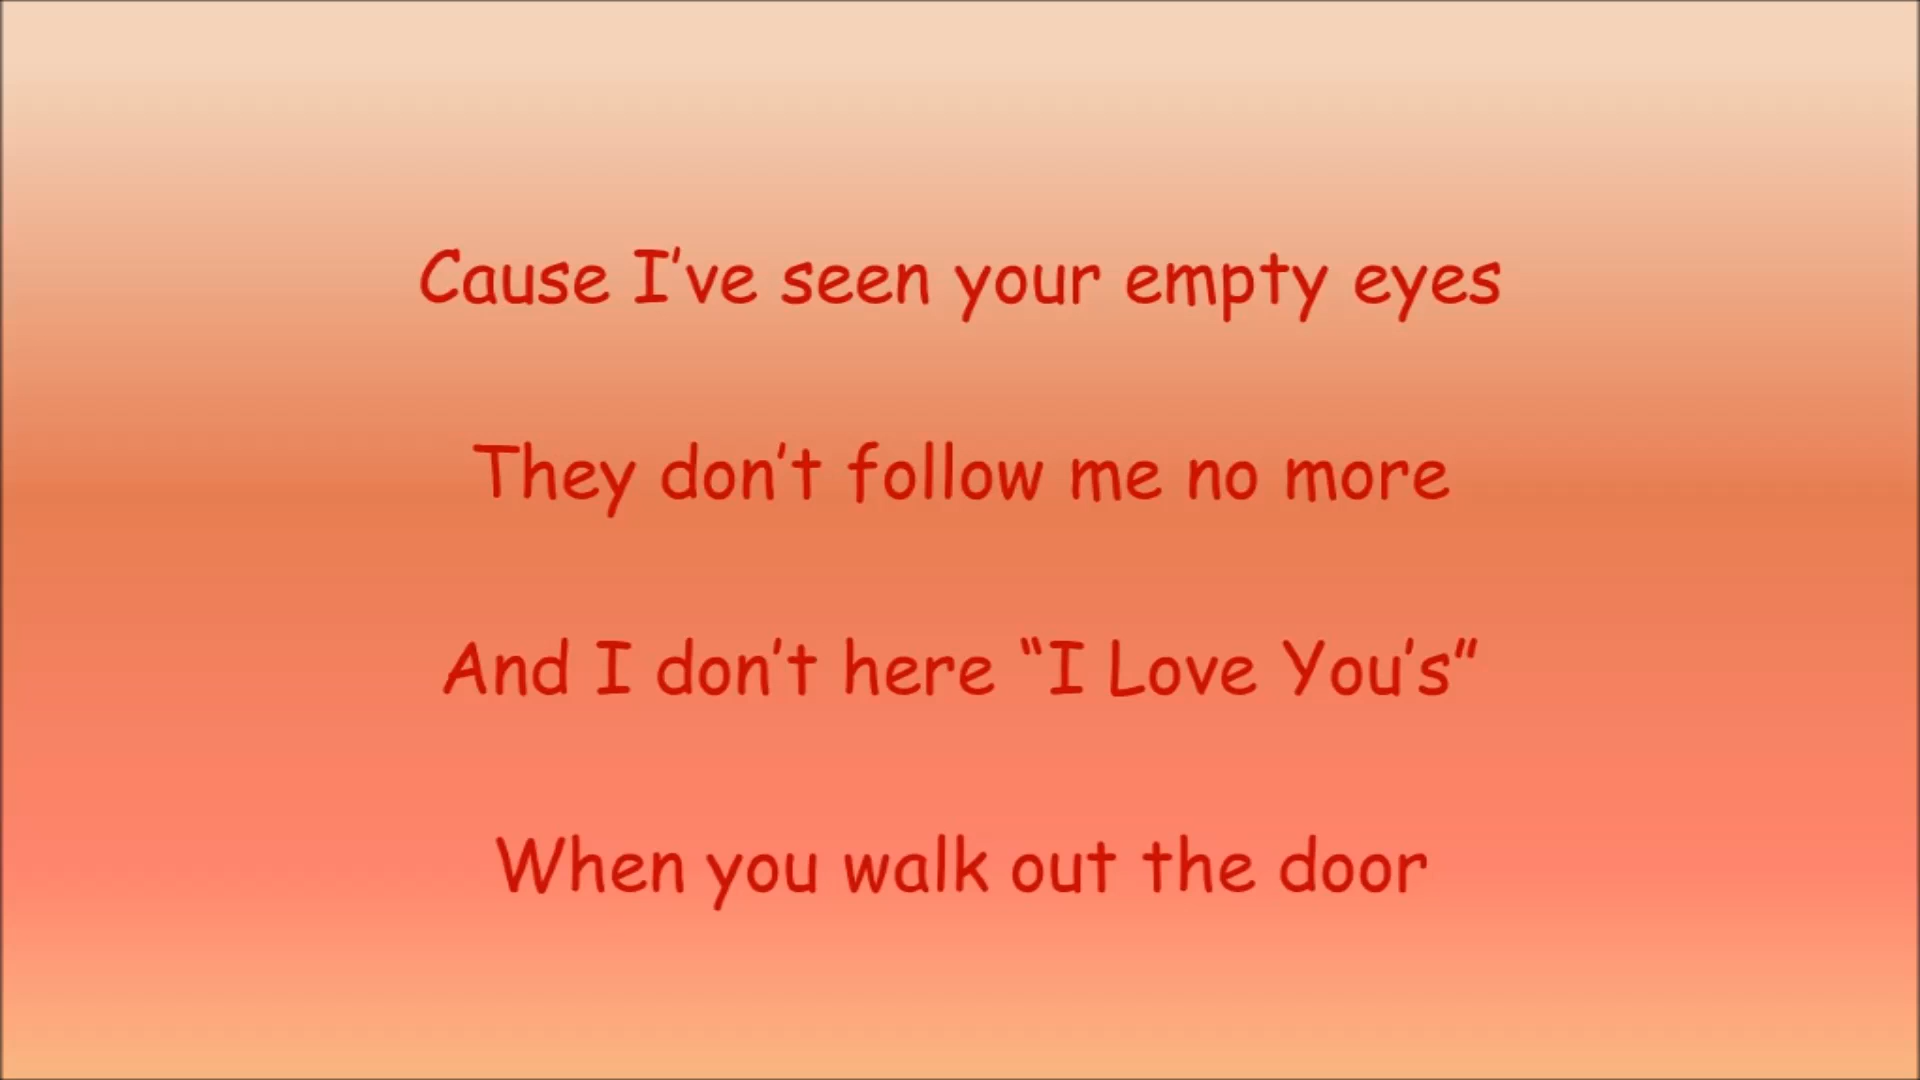 Cause I’ve seen your empty eyes
They don’t follow me no more
And I don’t here “I Love You’s”
When you walk out the door